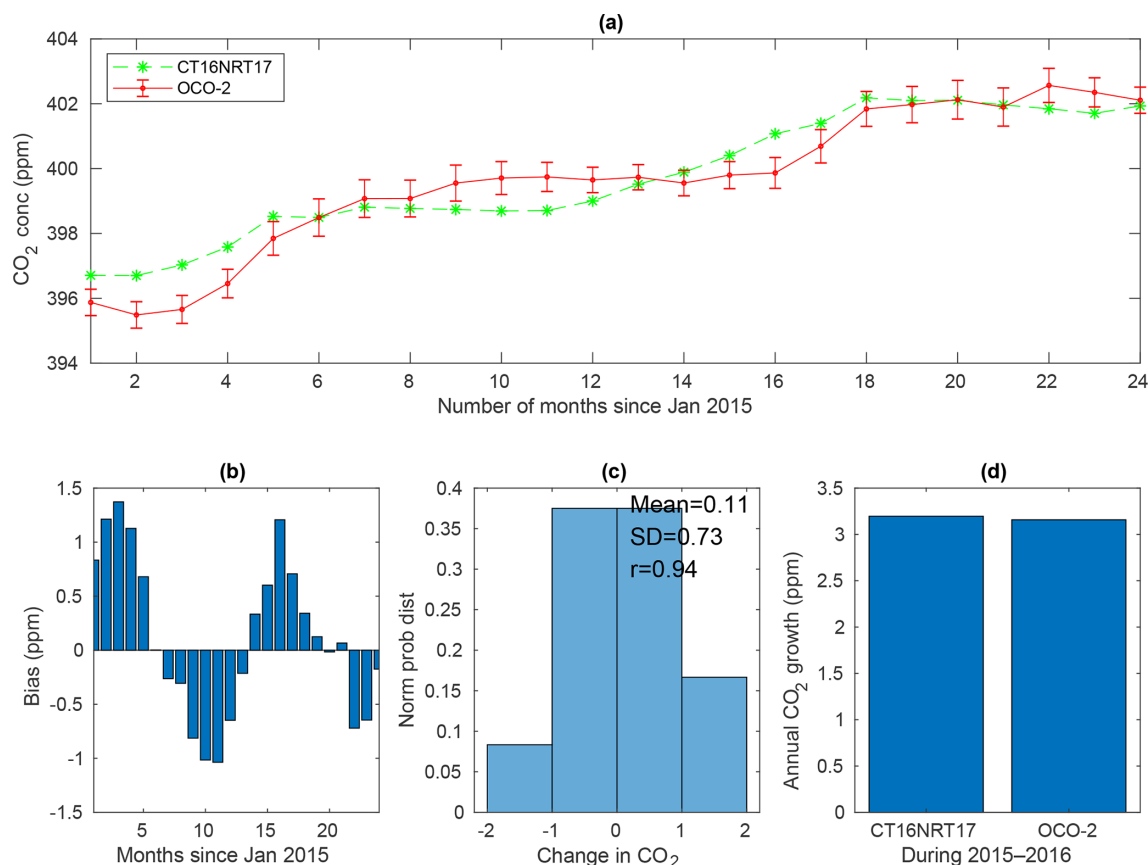 (a)
404
402
400
398
396
394
CO2 conc (ppm)
CT16NRT17
OCO-2
2 4 6 8 10 12 14 16 18 20 22 24
Number of months since Jan 2015
(b)
1.5
1
0.5
0
-0.5
-1
-1.5
Bias (ppm)
5 10 15 20
Months since Jan 2015
(c)
0.4
0.35
0.3
0.25
0.2
0.15
0.1
0.05
0
Norm prob dist
Mean=0.11
SD=0.73
r=0.94
-2 -1 0 1 2
Change in CO2
(d)
3.5
3
2.5
2
1.5
1
0.5
0
Annual CO2 growth (ppm)
CT16NRT17 OCO-2
During 2015–2016